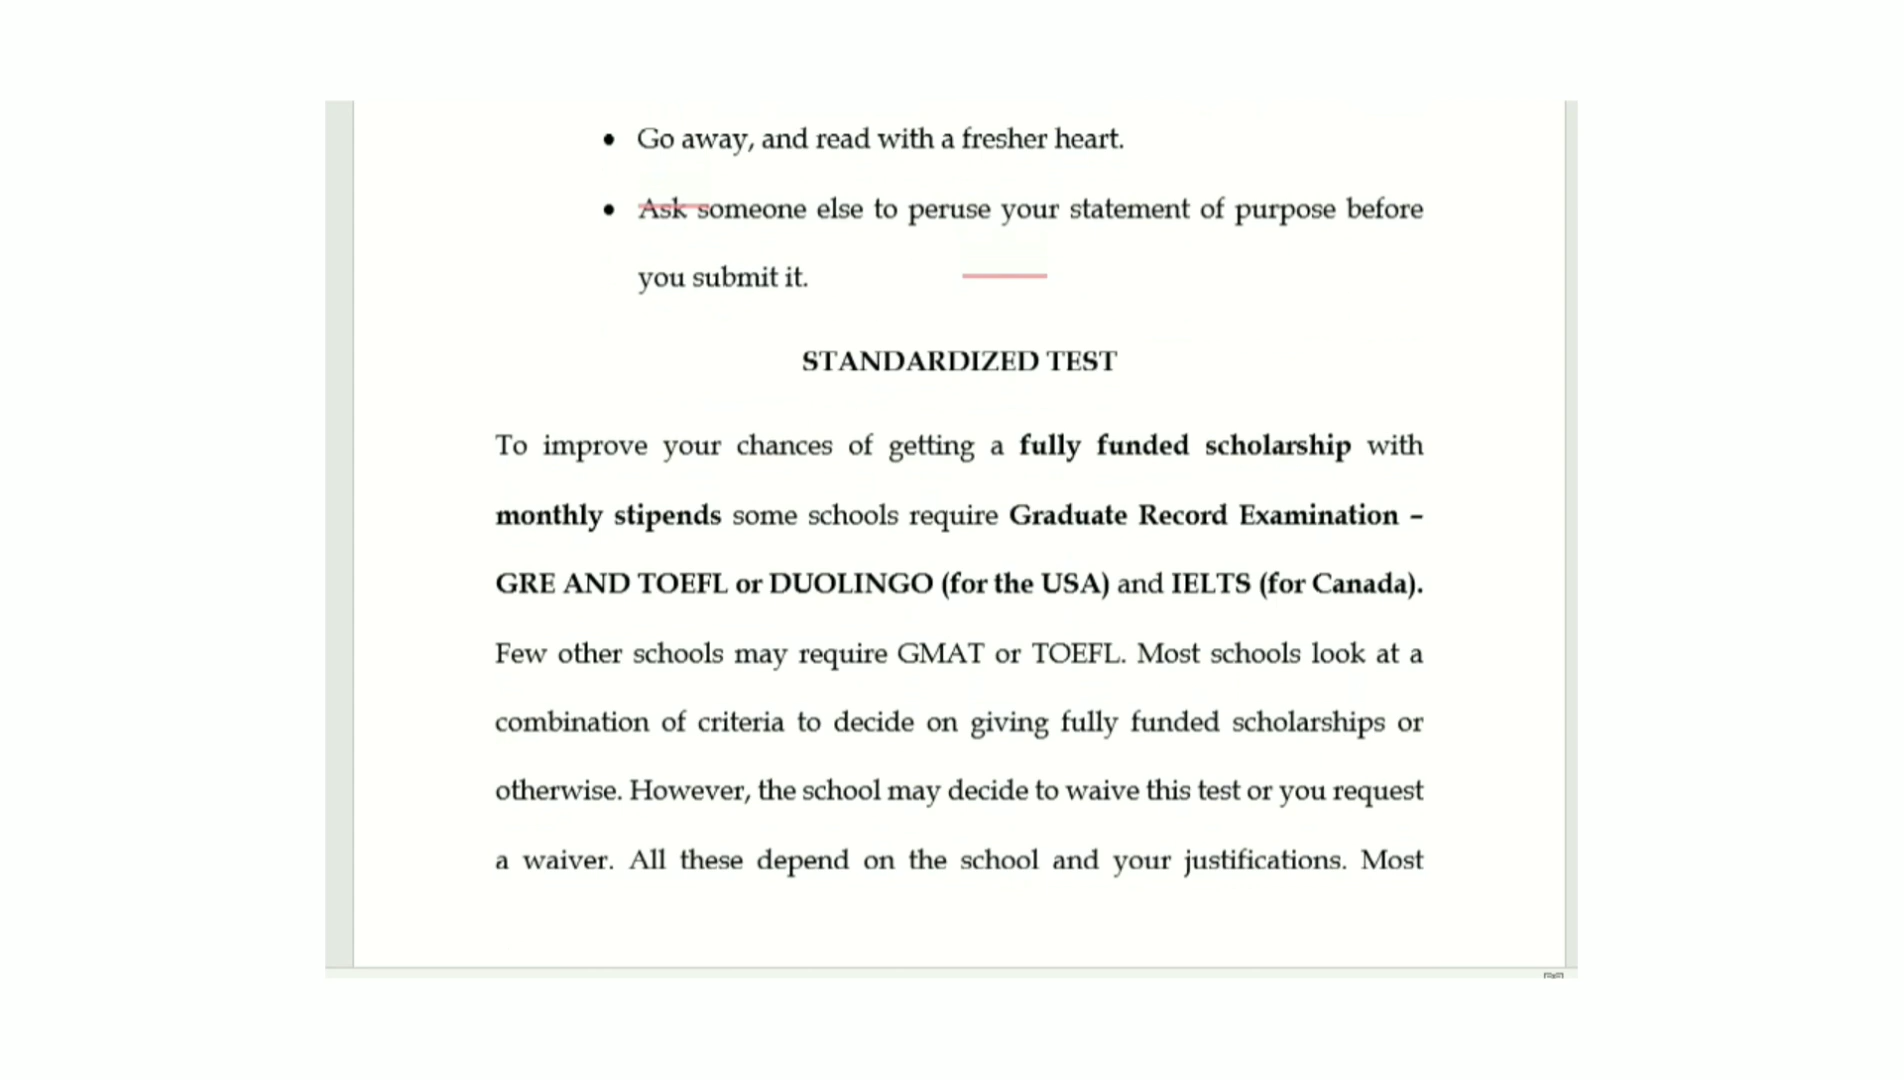 • Go away, and read with a fresher heart.
• Ask someone else to peruse your statement of purpose before
you submit it.
STANDARDIZED TEST
To improve your chances of getting a fully funded scholarship with
monthly stipends some schools require Graduate Record Examination –
GRE AND TOEFL or DUOLINGO (for the USA) and IELTS (for Canada).
Few other schools may require GMAT or TOEFL. Most schools look at a
combination of criteria to decide on giving fully funded scholarships or
otherwise. However, the school may decide to waive this test or you request
a waiver. All these depend on the school and your justifications. Most